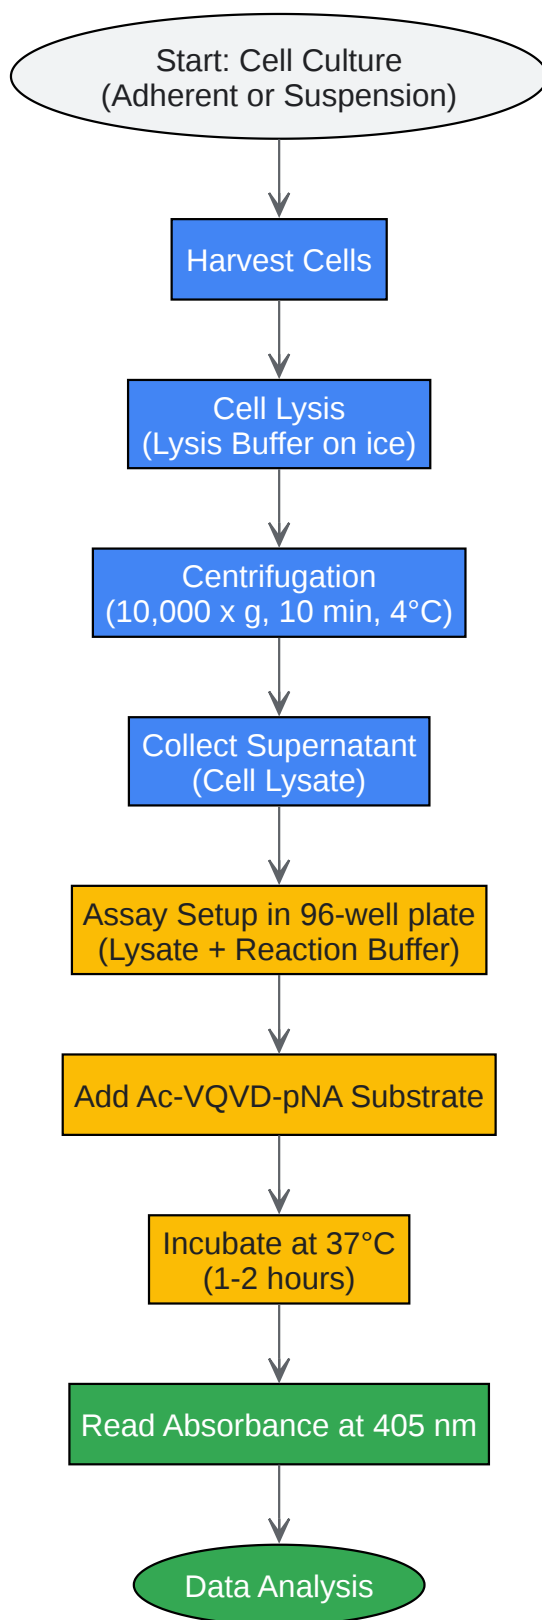 Start: Cell Culture
(Adherent or Suspension)
Harvest Cells
Cell Lysis
(Lysis Buffer on ice)
Centrifugation
(10,000 x g, 10 min, 4°C)
Collect Supernatant
(Cell Lysate)
Assay Setup in 96-well plate
(Lysate + Reaction Buffer)
Add Ac-VQVD-pNA Substrate
Incubate at 37°C
(1-2 hours)
Read Absorbance at 405 nm
Data Analysis